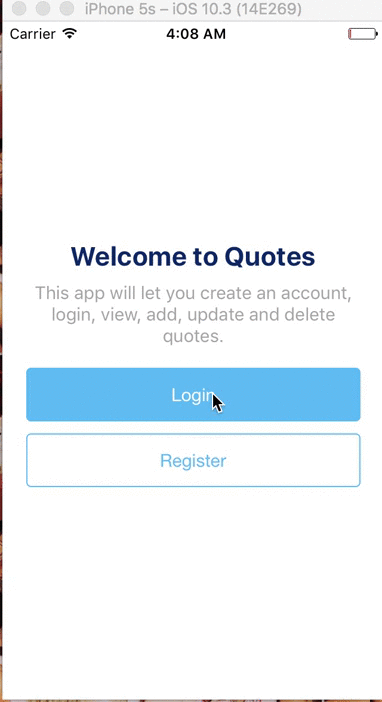 iPhone 5s – iOS 10.3 (14E269)
Carrier 4:08 AM
Welcome to Quotes
This app will let you create an account,
login, view, add, update and delete
quotes.
Login
Register